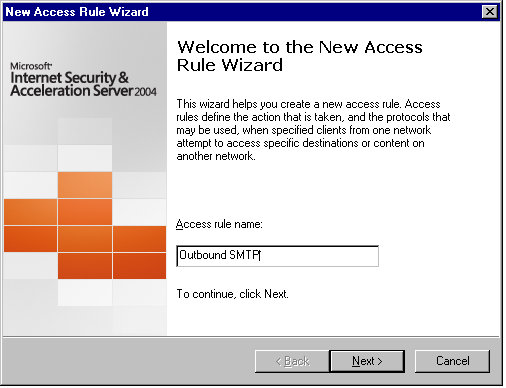 New Access Rule Wizard
Microsoft®
Internet Security &
Acceleration Server 2004
Welcome to the New Access
Rule Wizard
This wizard helps you create a new access rule. Access
rules define the action that is taken, and the protocols that
may be used, when specified clients from one network
attempt to access specific destinations or content on
another network.
Access rule name:
Outbound SMTP
To continue, click Next.
< Back
Next >
Cancel